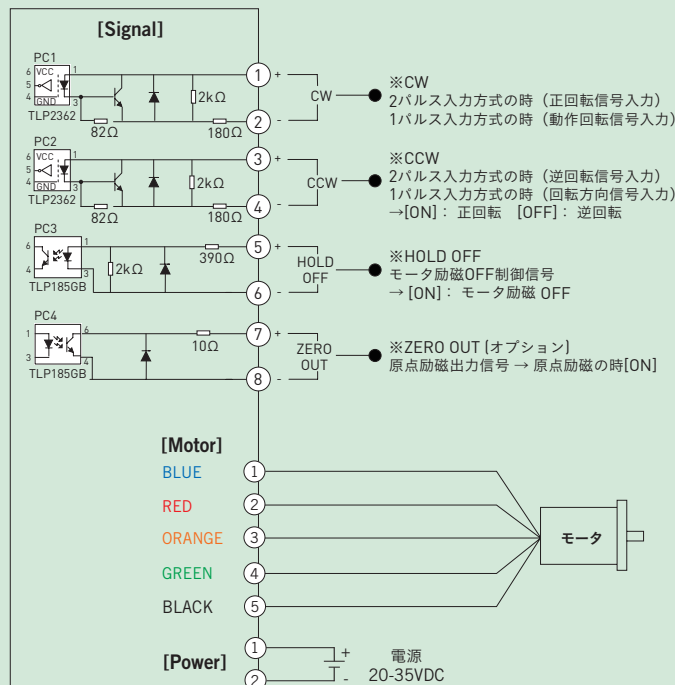 [Signal]
PC1
6 VCC 1
5
4 GND 3
TLP2362
82Ω
2kΩ
180Ω
1 +
2 -
CW
※CW
2パルス入力方式の時（正回転信号入力）
1パルス入力方式の時（動作回転信号入力）
PC2
6 VCC 1
5
4 GND 3
TLP2362
82Ω
2kΩ
180Ω
3 +
4 -
CCW
※CCW
2パルス入力方式の時（逆回転信号入力）
1パルス入力方式の時（回転方向信号入力）
→[ON]： 正回転 [OFF]： 逆回転
PC3
6 1
4 3
TLP185GB
2kΩ
390Ω
5 +
6 -
HOLD
OFF
※HOLD OFF
モータ励磁OFF制御信号
→ [ON]： モータ励磁 OFF
PC4
1 6
3 4
TLP185GB
10Ω
7 +
8 -
ZERO
OUT
※ZERO OUT (オプション)
原点励磁出力信号 → 原点励磁の時[ON]
[Motor]
BLUE 1
RED 2
ORANGE 3
GREEN 4
BLACK 5
モータ
[Power]
1 +
2 -
電源
20-35VDC